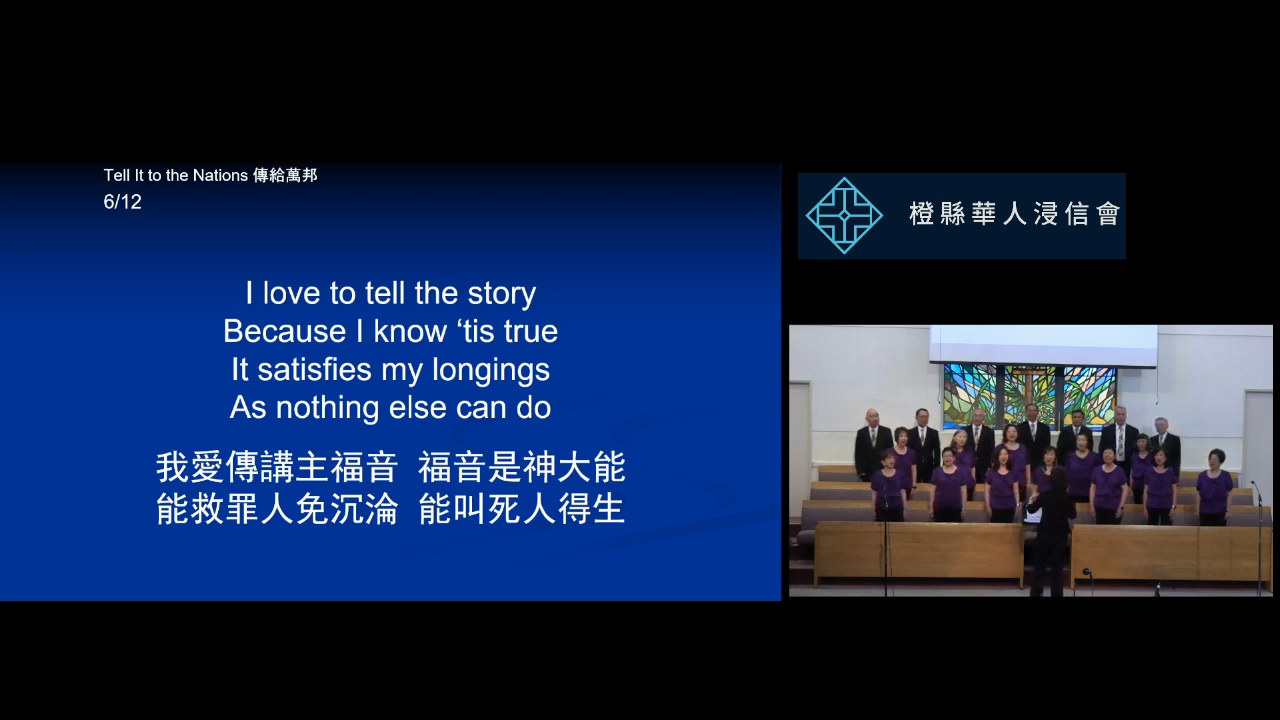 Tell It to the Nations 傳給萬邦
6/12
I love to tell the story
Because I know ‘tis true
It satisfies my longings
As nothing else can do
我愛傳講主福音 福音是神大能
能救罪人免沉淪 能叫死人得生
橙縣華人浸信會